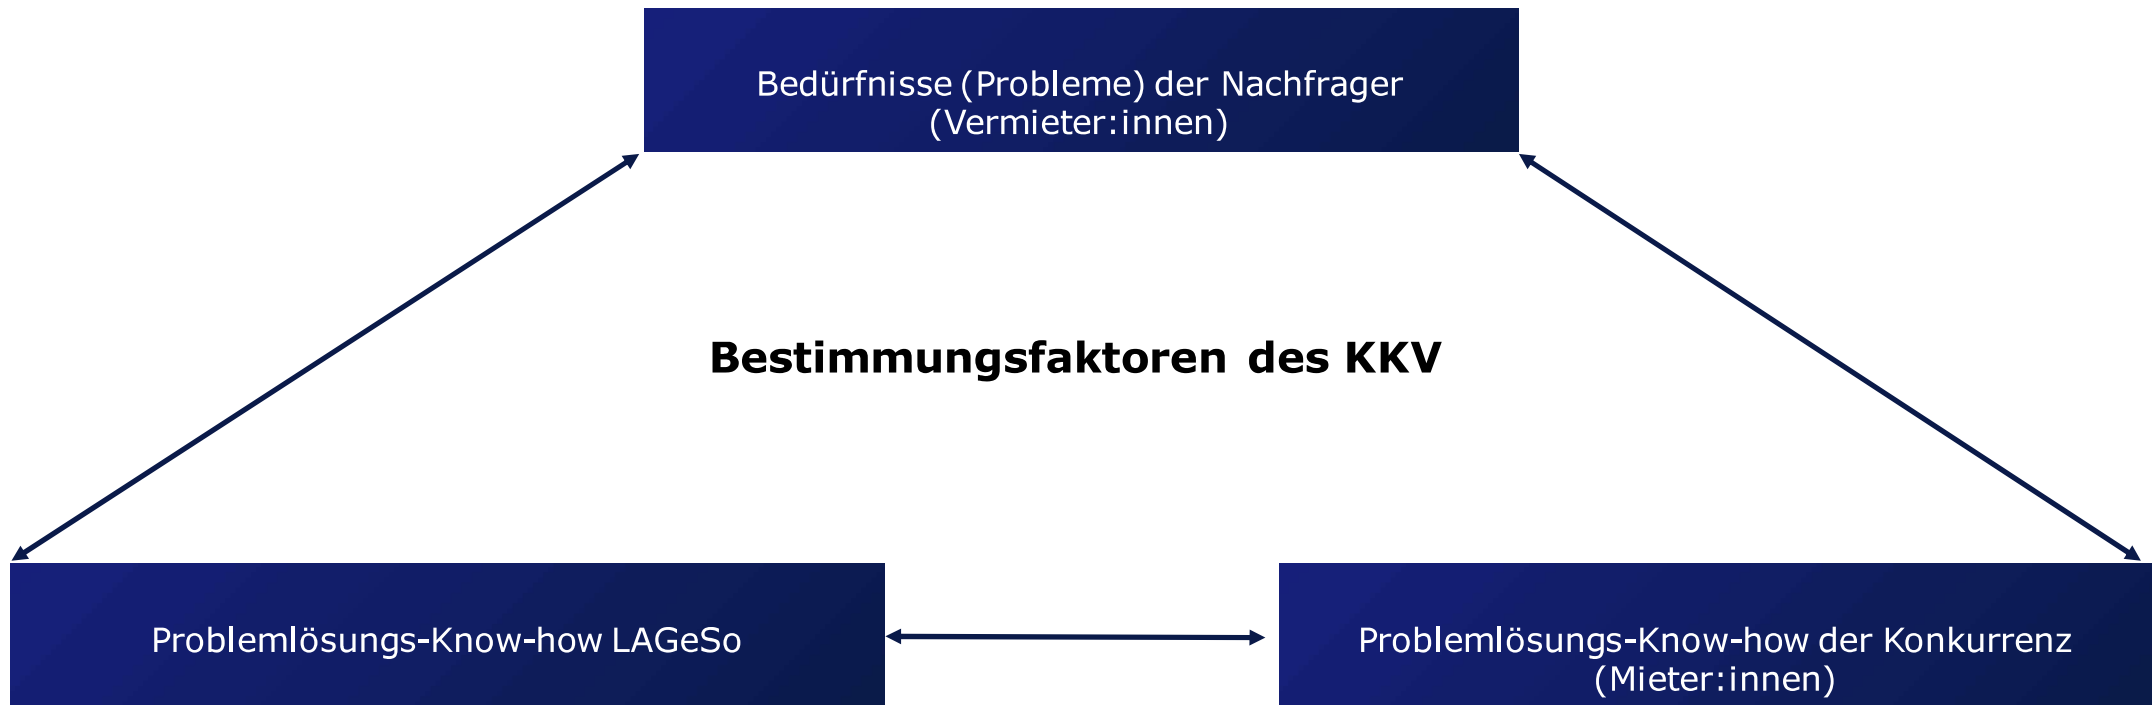 Bedürfnisse (Probleme) der Nachfrager
(Vermieter:innen)
Bestimmungsfaktoren des KKV
Problemlösungs-Know-how LAGeSo
Problemlösungs-Know-how der Konkurrenz
(Mieter:innen)